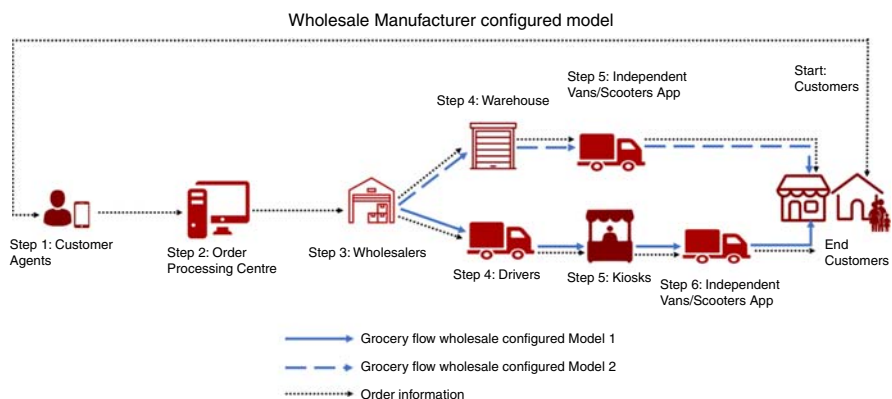 Wholesale Manufacturer configured model
Start:
Customers
Step 5: Independent
Vans/Scooters App
Step 4: Warehouse
Step 1: Customer
Agents
Step 2: Order
Processing Centre
Step 3: Wholesalers
Step 4: Drivers
Step 5: Kiosks
Step 6: Independent
Vans/Scooters App
End
Customers
Grocery flow wholesale configured Model 1
Grocery flow wholesale configured Model 2
Order information